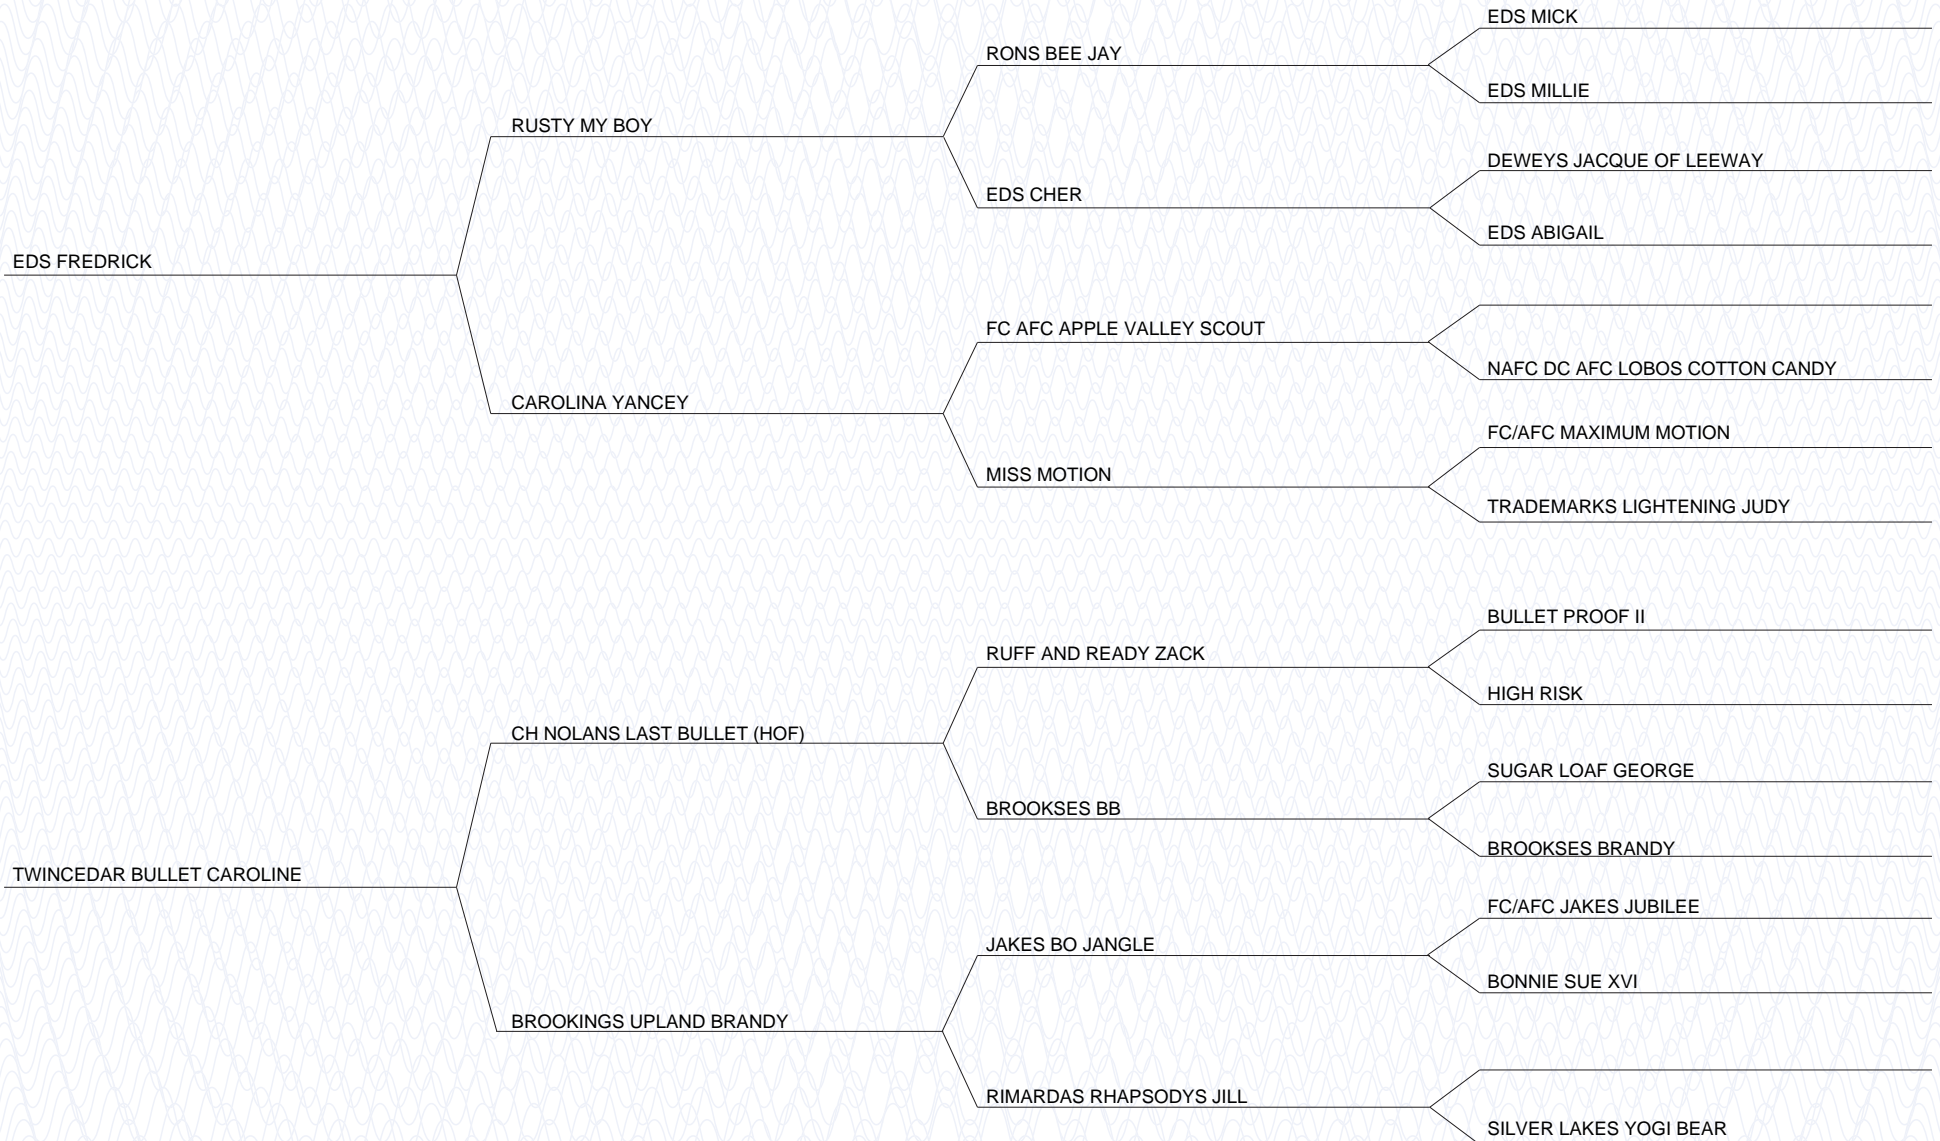 EDS MICK
RONS BEE JAY
EDS MILLIE
RUSTY MY BOY
DEWEYS JACQUE OF LEEWAY
EDS CHER
EDS ABIGAIL
EDS FREDRICK
FC AFC APPLE VALLEY SCOUT
NAFC DC AFC LOBOS COTTON CANDY
CAROLINA YANCEY
FC/AFC MAXIMUM MOTION
MISS MOTION
TRADEMARKS LIGHTENING JUDY
BULLET PROOF II
RUFF AND READY ZACK
HIGH RISK
CH NOLANS LAST BULLET (HOF)
SUGAR LOAF GEORGE
BROOKSES BB
BROOKSES BRANDY
TWINCEDAR BULLET CAROLINE
FC/AFC JAKES JUBILEE
JAKES BO JANGLE
BONNIE SUE XVI
BROOKINGS UPLAND BRANDY
RIMARDAS RHAPSODYS JILL
SILVER LAKES YOGI BEAR